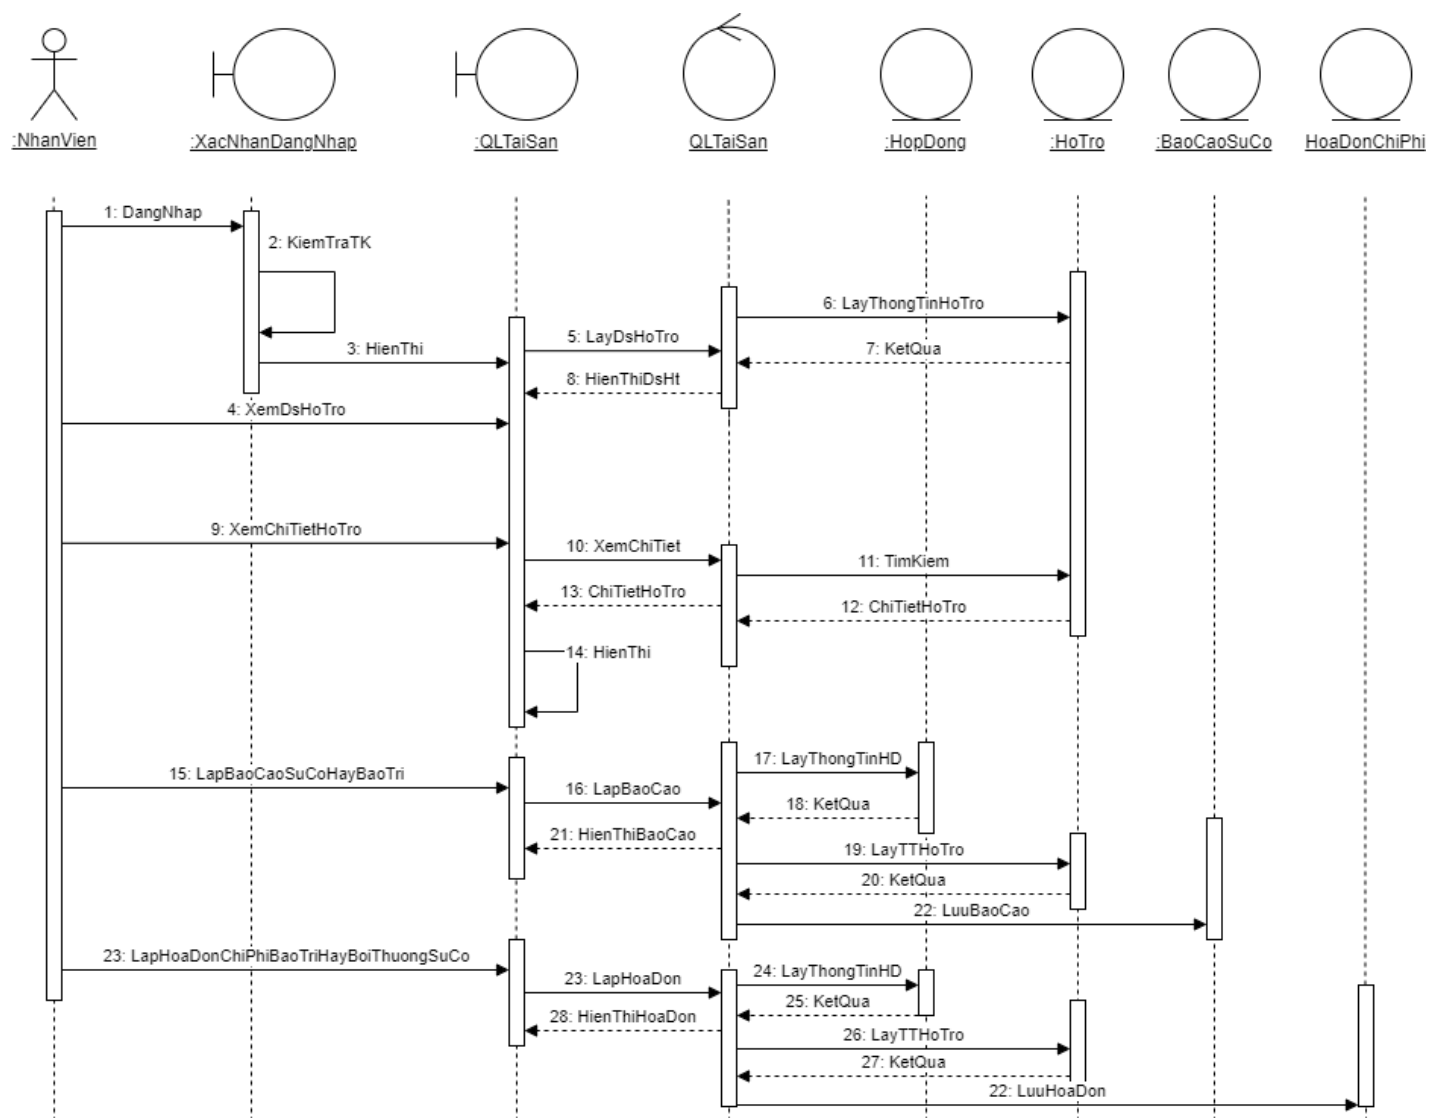 :NhanVien
:XacNhanDangNhap
:QLTaiSan
QLTaiSan
:HopDong
:HoTro
:BaoCaoSuCo
HoaDonChiPhi
1: DangNhap
2: KiemTraTK
6: LayThongTinHoTro
5: LayDsHoTro
3: HienThi
7: KetQua
8: HienThiDsHt
4: XemDsHoTro
9: XemChiTietHoTro
10: XemChiTiet
11: TimKiem
13: ChiTietHoTro
12: ChiTietHoTro
14: HienThi
17: LayThongTinHD
15: LapBaoCaoSuCoHayBaoTri
16: LapBaoCao
18: KetQua
21: HienThiBaoCao
19: LayTTHoTro
20: KetQua
22: LuuBaoCao
23: LapHoaDonChiPhiBaoTriHayBoiThuongSuCo
24: LayThongTinHD
23: LapHoaDon
25: KetQua
28: HienThiHoaDon
26: LayTTHoTro
27: KetQua
22: LuuHoaDon